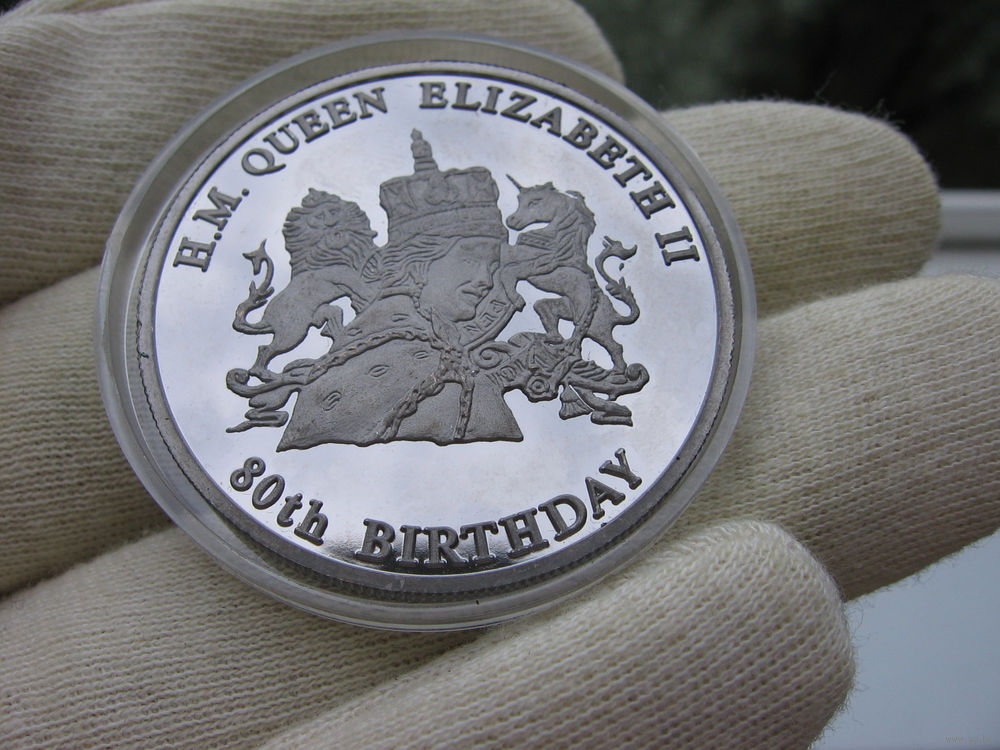 H.M. QUEEN ELIZABETH II
80th BIRTHDAY